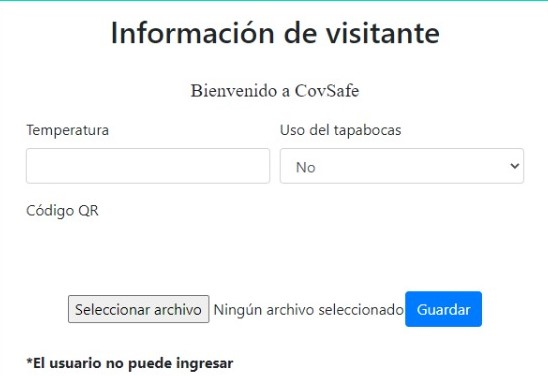 Información de visitante
Bienvenido a CovSafe
Temperatura Uso del tapabocas
No
Código QR
Seleccionar archivo Ningún archivo seleccionado Guardar
*El usuario no puede ingresar